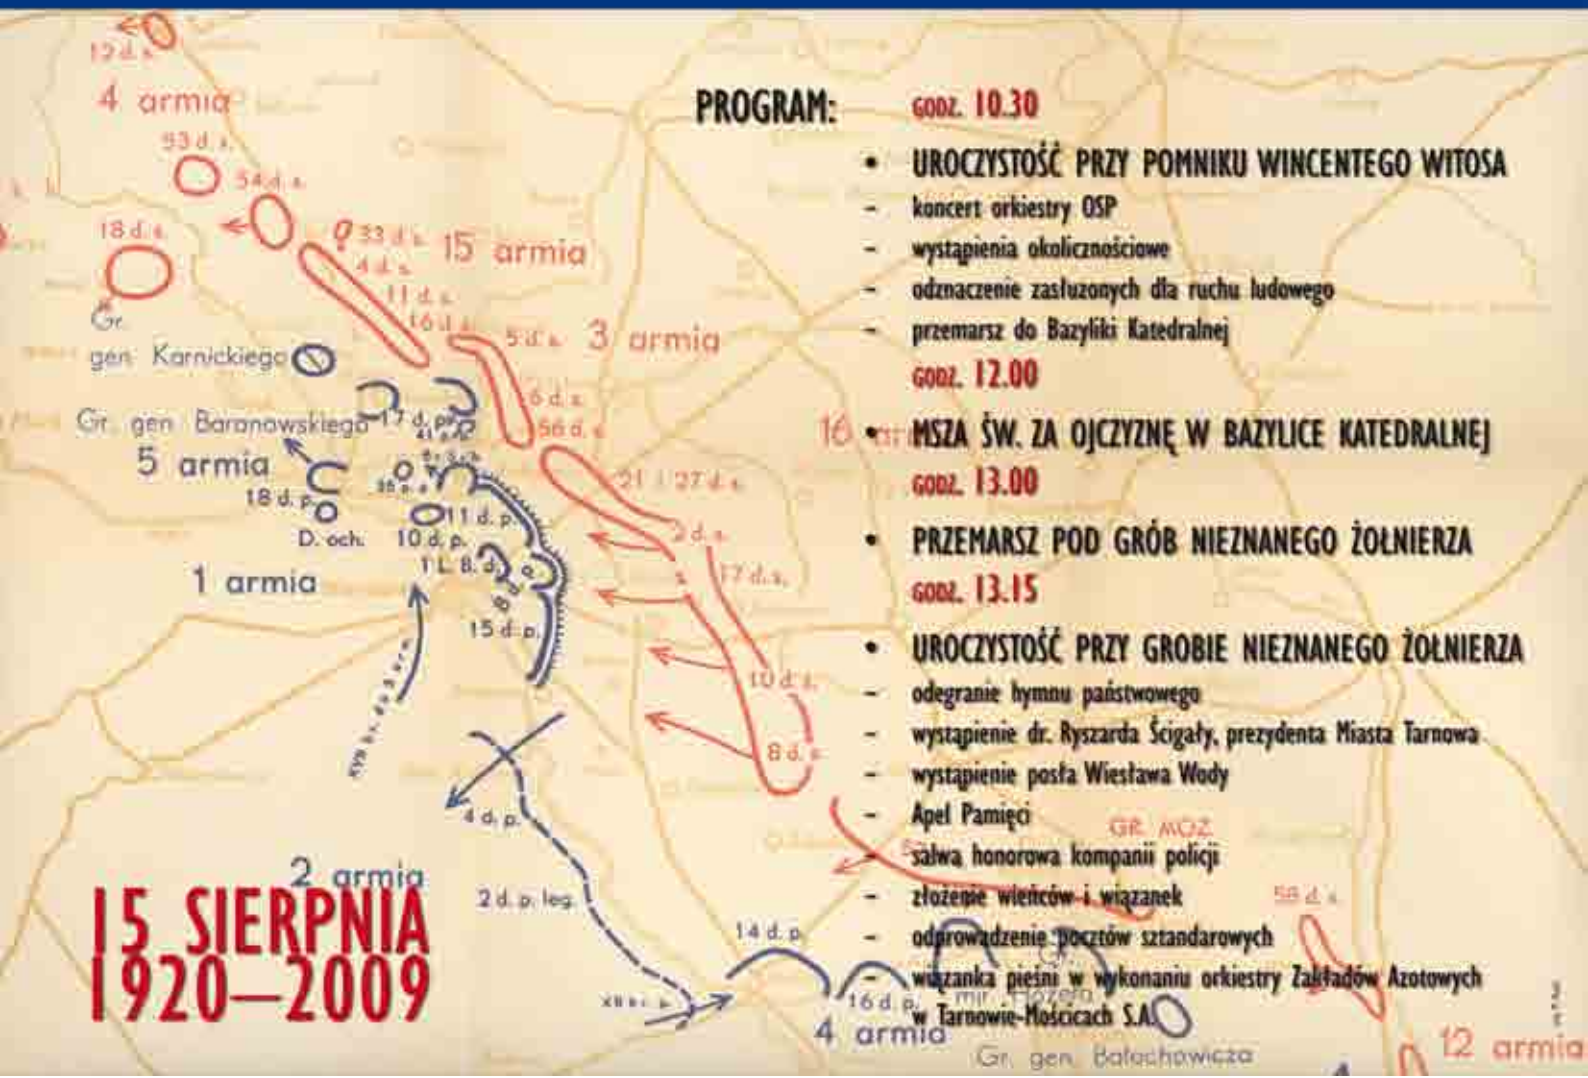 PROGRAM:
GODZ. 10.30
• UROCZYSTOŚĆ PRZY POMNIKU WINCENTEGO WITOSA
- koncert orkiestry OSP
- wystąpienia okolicznościowe
- odznaczenie zasłużonych dla ruchu ludowego
- przemarsz do Bazyliki Katedralnej
GODZ. 12.00
• MSZA ŚW. ZA OJCZYZNĘ W BAZYLICE KATEDRALNEJ
GODZ. 13.00
• PRZEMARSZ POD GRÓB NIEZNANEGO ŻOŁNIERZA
GODZ. 13.15
• UROCZYSTOŚĆ PRZY GROBIE NIEZNANEGO ŻOŁNIERZA
- odegranie hymnu państwowego
- wystąpienie dr. Ryszarda Ścigały, prezydenta Miasta Tarnowa
- wystąpienie posła Wiesława Wody
- Apel Pamięci
- salwa honorowa kompanii policji
- złożenie wieńców i wiązanek
- odprowadzenie pocztów sztandarowych
- wiązanka pieśni w wykonaniu orkiestry Zakładów Azotowych
w Tarnowie-Mościcach S.A.
15 SIERPNIA
1920–2009
12 d. s.
4 armia
53 d. s.
54 d. s.
18 d. s.
33 d. s.
15 armia
4 d. s.
11 d. s.
16 d. s.
Gr.
gen. Karnickiego
5 d. s.
3 armia
6 d. s.
56 d. s.
Gr. gen. Baranowskiego
17 d. p.
16
5 armia
18 d. p.
D. och.
11 d. p.
10 d. p.
1 L. B. d.
8 d. p.
15 d. p.
1 armia
21 i 27 d. s.
2 d. s.
17 d. s.
10 d. s.
8 d. s.
4 d. p.
2 armia
2 d. p. leg.
GR. MOZ.
58 d. s.
14 d. p.
16 d. p.
4 armia
Gr. gen. Bałachowicza
12 armia